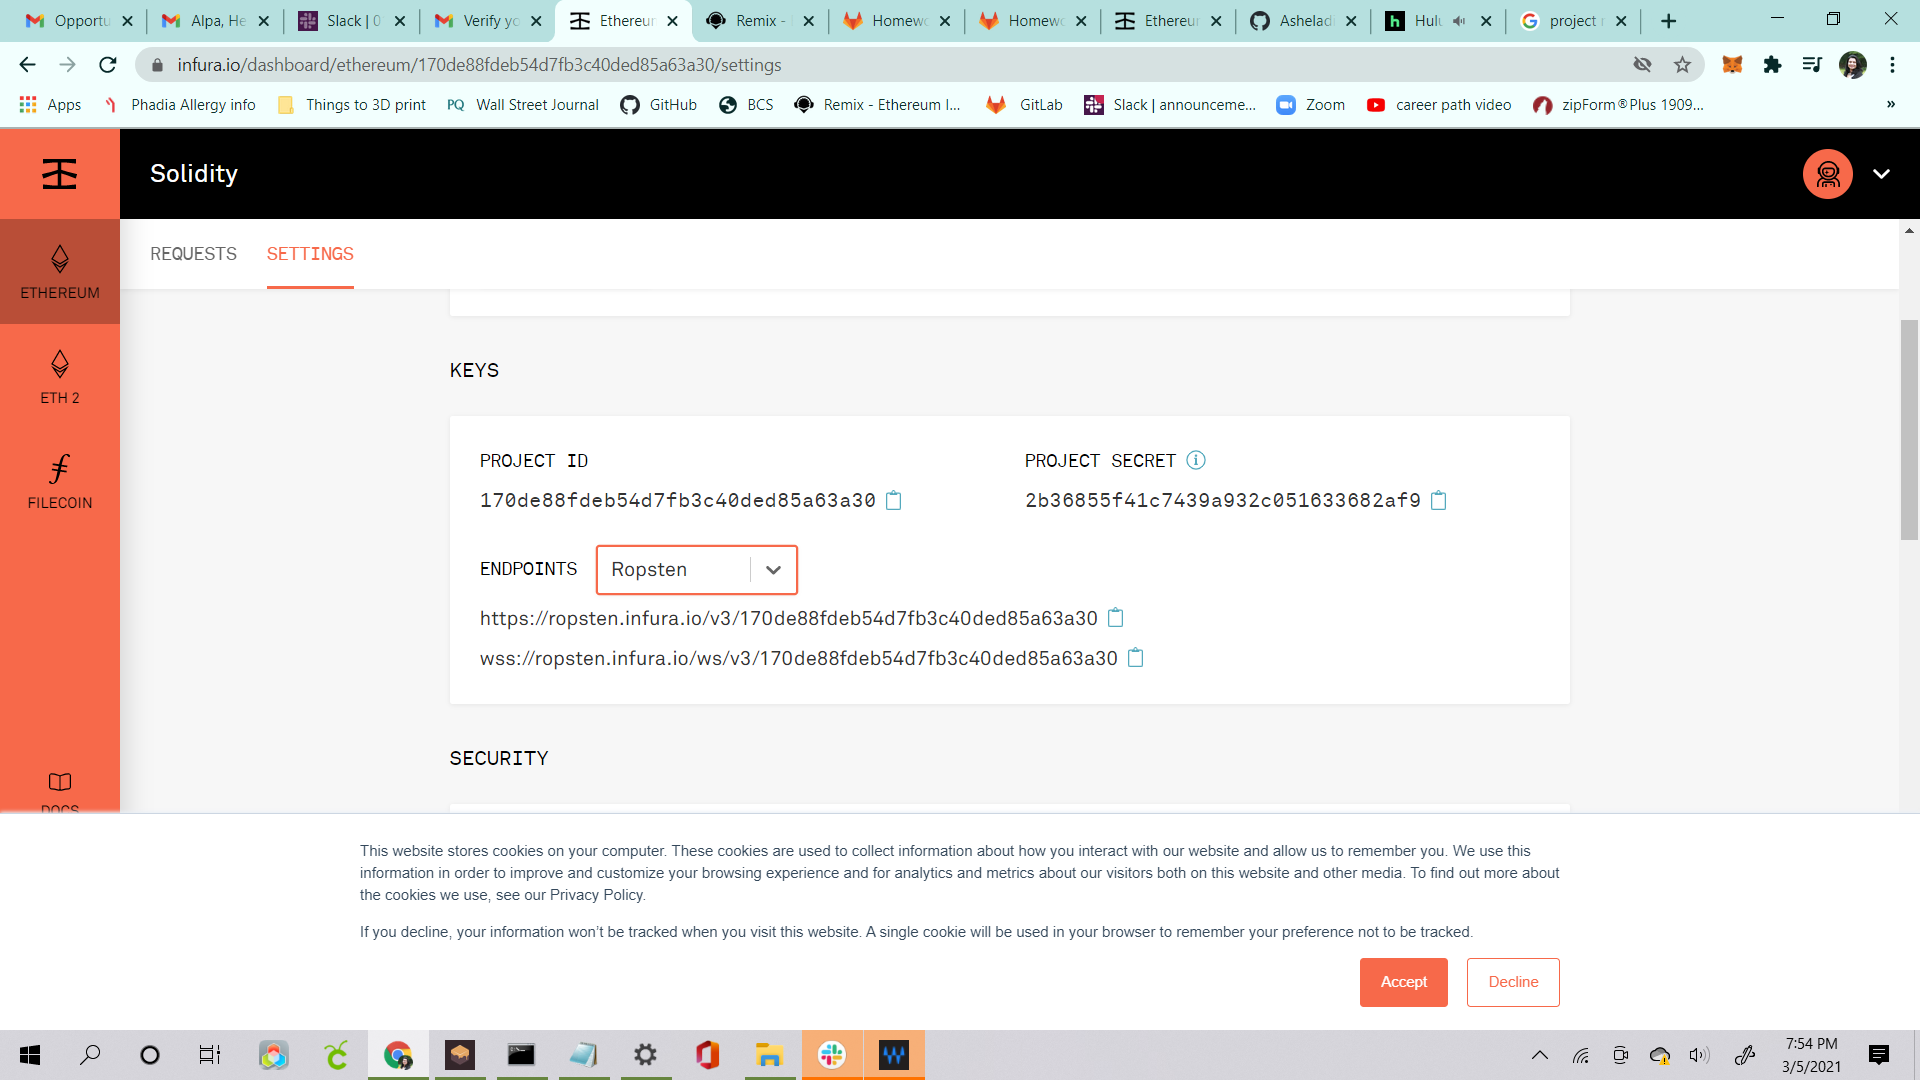 Opportu
Alpa, He
Slack | 0
Verify yo
Ethereur
Remix -
Homewo
Homewo
Ethereur
Asheladi
Hulu
project r
infura.io/dashboard/ethereum/170de88fdeb54d7fb3c40ded85a63a30/settings
Apps
Phadia Allergy info
Things to 3D print
PQ Wall Street Journal
GitHub
BCS
Remix - Ethereum I...
GitLab
Slack | announceme...
Zoom
career path video
zipForm®Plus 1909...
»
Solidity
REQUESTS SETTINGS
ETHEREUM
ETH 2
FILECOIN
DOCS
KEYS
PROJECT ID
170de88fdeb54d7fb3c40ded85a63a30
PROJECT SECRET
2b36855f41c7439a932c051633682af9
ENDPOINTS Ropsten
https://ropsten.infura.io/v3/170de88fdeb54d7fb3c40ded85a63a30
wss://ropsten.infura.io/ws/v3/170de88fdeb54d7fb3c40ded85a63a30
SECURITY
This website stores cookies on your computer. These cookies are used to collect information about how you interact with our website and allow us to remember you. We use this
information in order to improve and customize your browsing experience and for analytics and metrics about our visitors both on this website and other media. To find out more about
the cookies we use, see our Privacy Policy.
If you decline, your information won't be tracked when you visit this website. A single cookie will be used in your browser to remember your preference not to be tracked.
Accept Decline
7:54 PM
3/5/2021